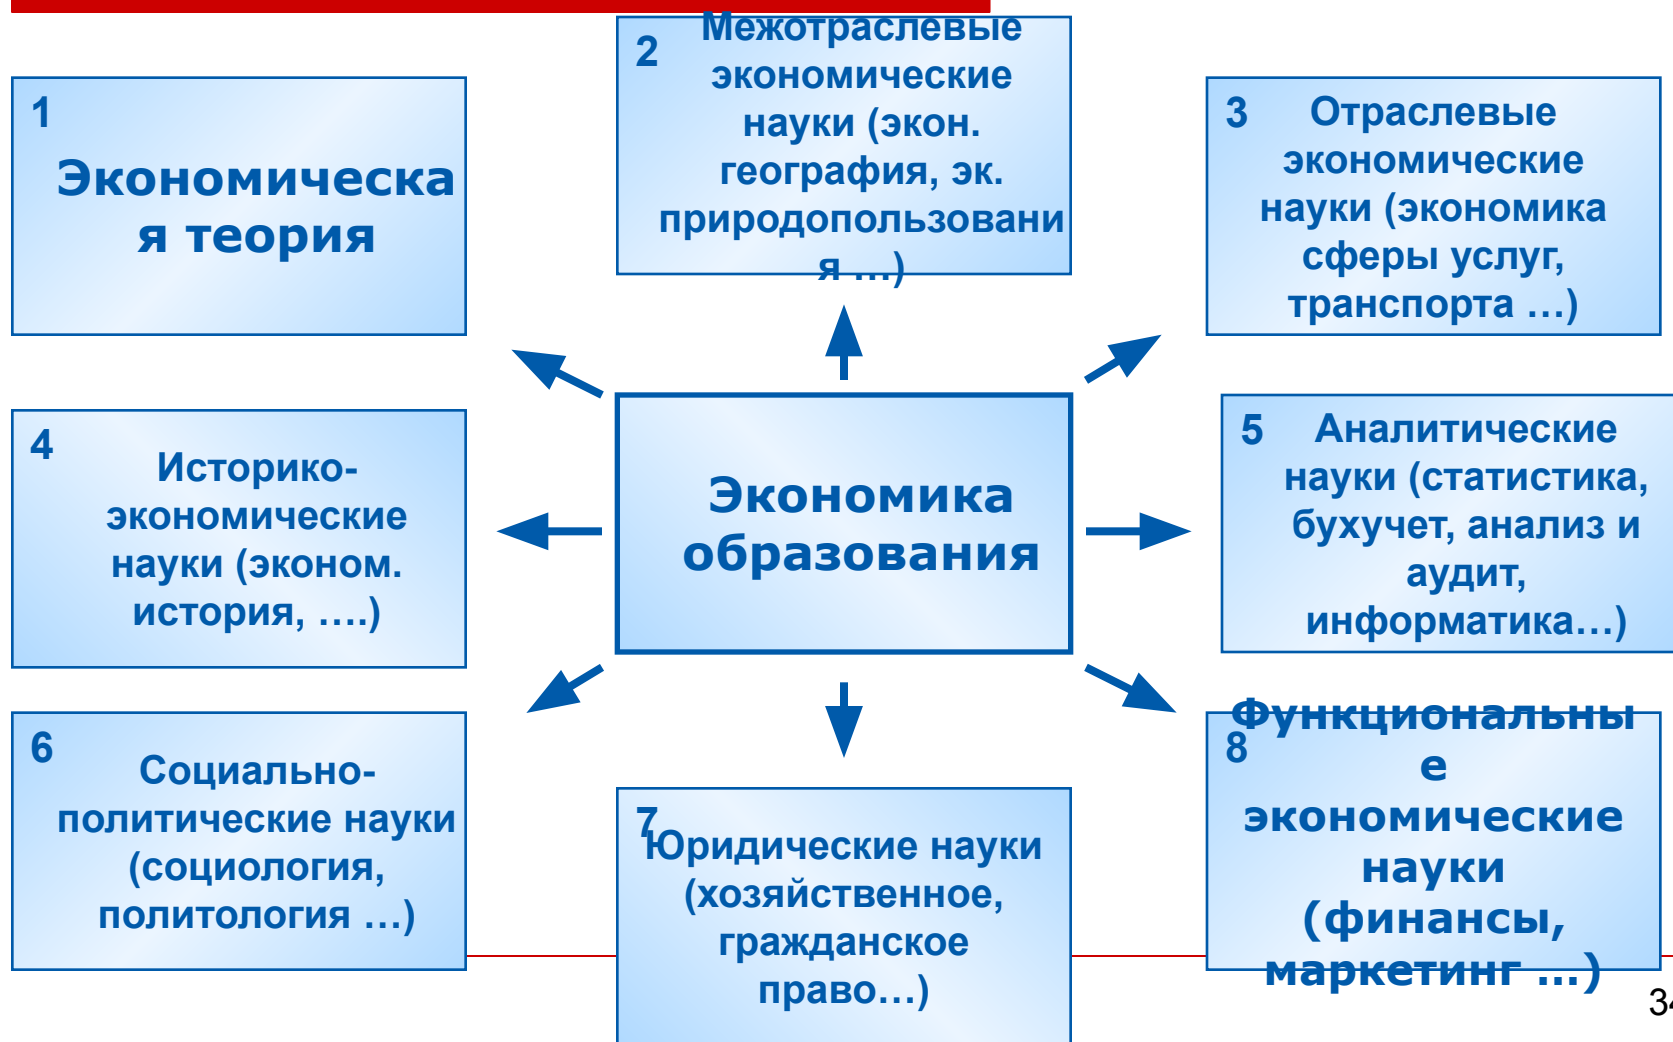 1
Экономическа
я теория
2
Межотраслевые
экономические
науки (экон.
география, эк.
природопользовани
я …)
3
Отраслевые
экономические
науки (экономика
сферы услуг,
транспорта …)
4
Историко-
экономические
науки (эконом.
история, ….)
Экономика
образования
5
Аналитические
науки (статистика,
бухучет, анализ и
аудит,
информатика…)
6
Социально-
политические науки
(социология,
политология …)
7
Юридические науки
(хозяйственное,
гражданское
право…)
8
Функциональны
е
экономические
науки
(финансы,
маркетинг …)
34